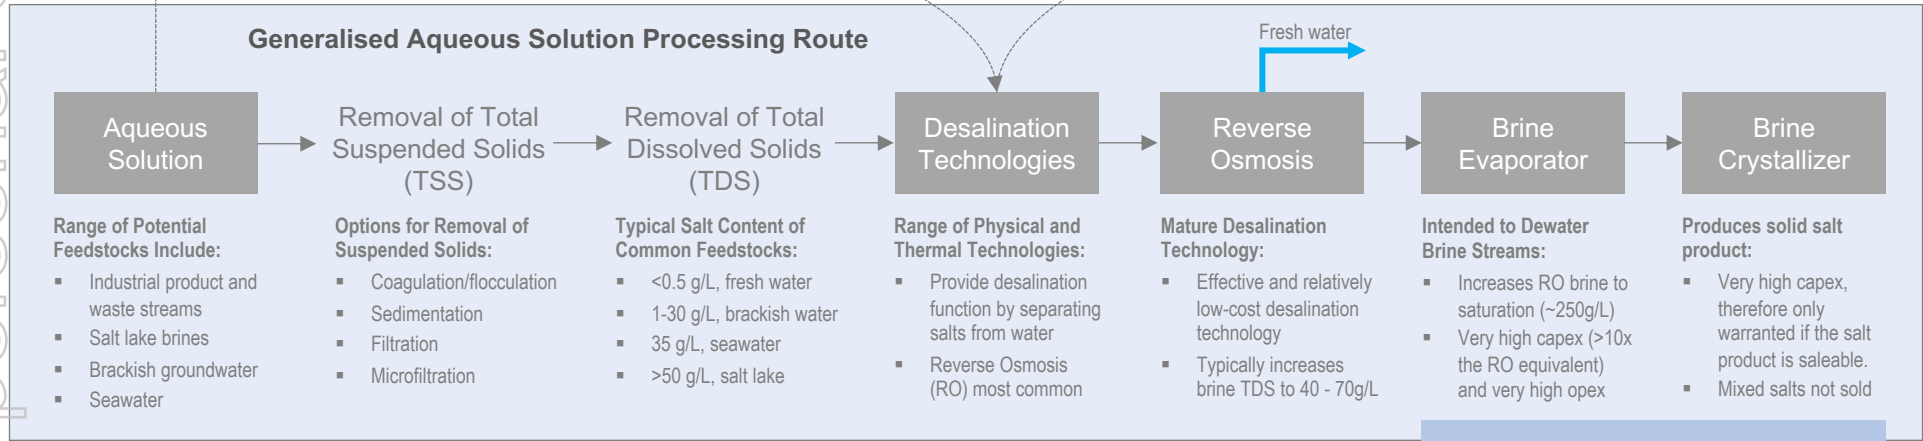 Generalised Aqueous Solution Processing Route
Fresh water
Aqueous
Solution
Removal of Total
Suspended Solids
(TSS)
Removal of Total
Dissolved Solids
(TDS)
Desalination
Technologies
Reverse
Osmosis
Brine
Evaporator
Brine
Crystallizer
Range of Potential
Feedstocks Include:
▪ Industrial product and
waste streams
▪ Salt lake brines
▪ Brackish groundwater
▪ Seawater
Options for Removal of
Suspended Solids:
▪ Coagulation/flocculation
▪ Sedimentation
▪ Filtration
▪ Microfiltration
Typical Salt Content of
Common Feedstocks:
▪ <0.5 g/L, fresh water
▪ 1-30 g/L, brackish water
▪ 35 g/L, seawater
▪ >50 g/L, salt lake
Range of Physical and
Thermal Technologies:
▪ Provide desalination
function by separating
salts from water
▪ Reverse Osmosis
(RO) most common
Mature Desalination
Technology:
▪ Effective and relatively
low-cost desalination
technology
▪ Typically increases
brine TDS to 40 - 70g/L
Intended to Dewater
Brine Streams:
▪ Increases RO brine to
saturation (~250g/L)
▪ Very high capex (>10x
the RO equivalent)
and very high opex
Produces solid salt
product:
▪ Very high capex,
therefore only
warranted if the salt
product is saleable.
▪ Mixed salts not sold